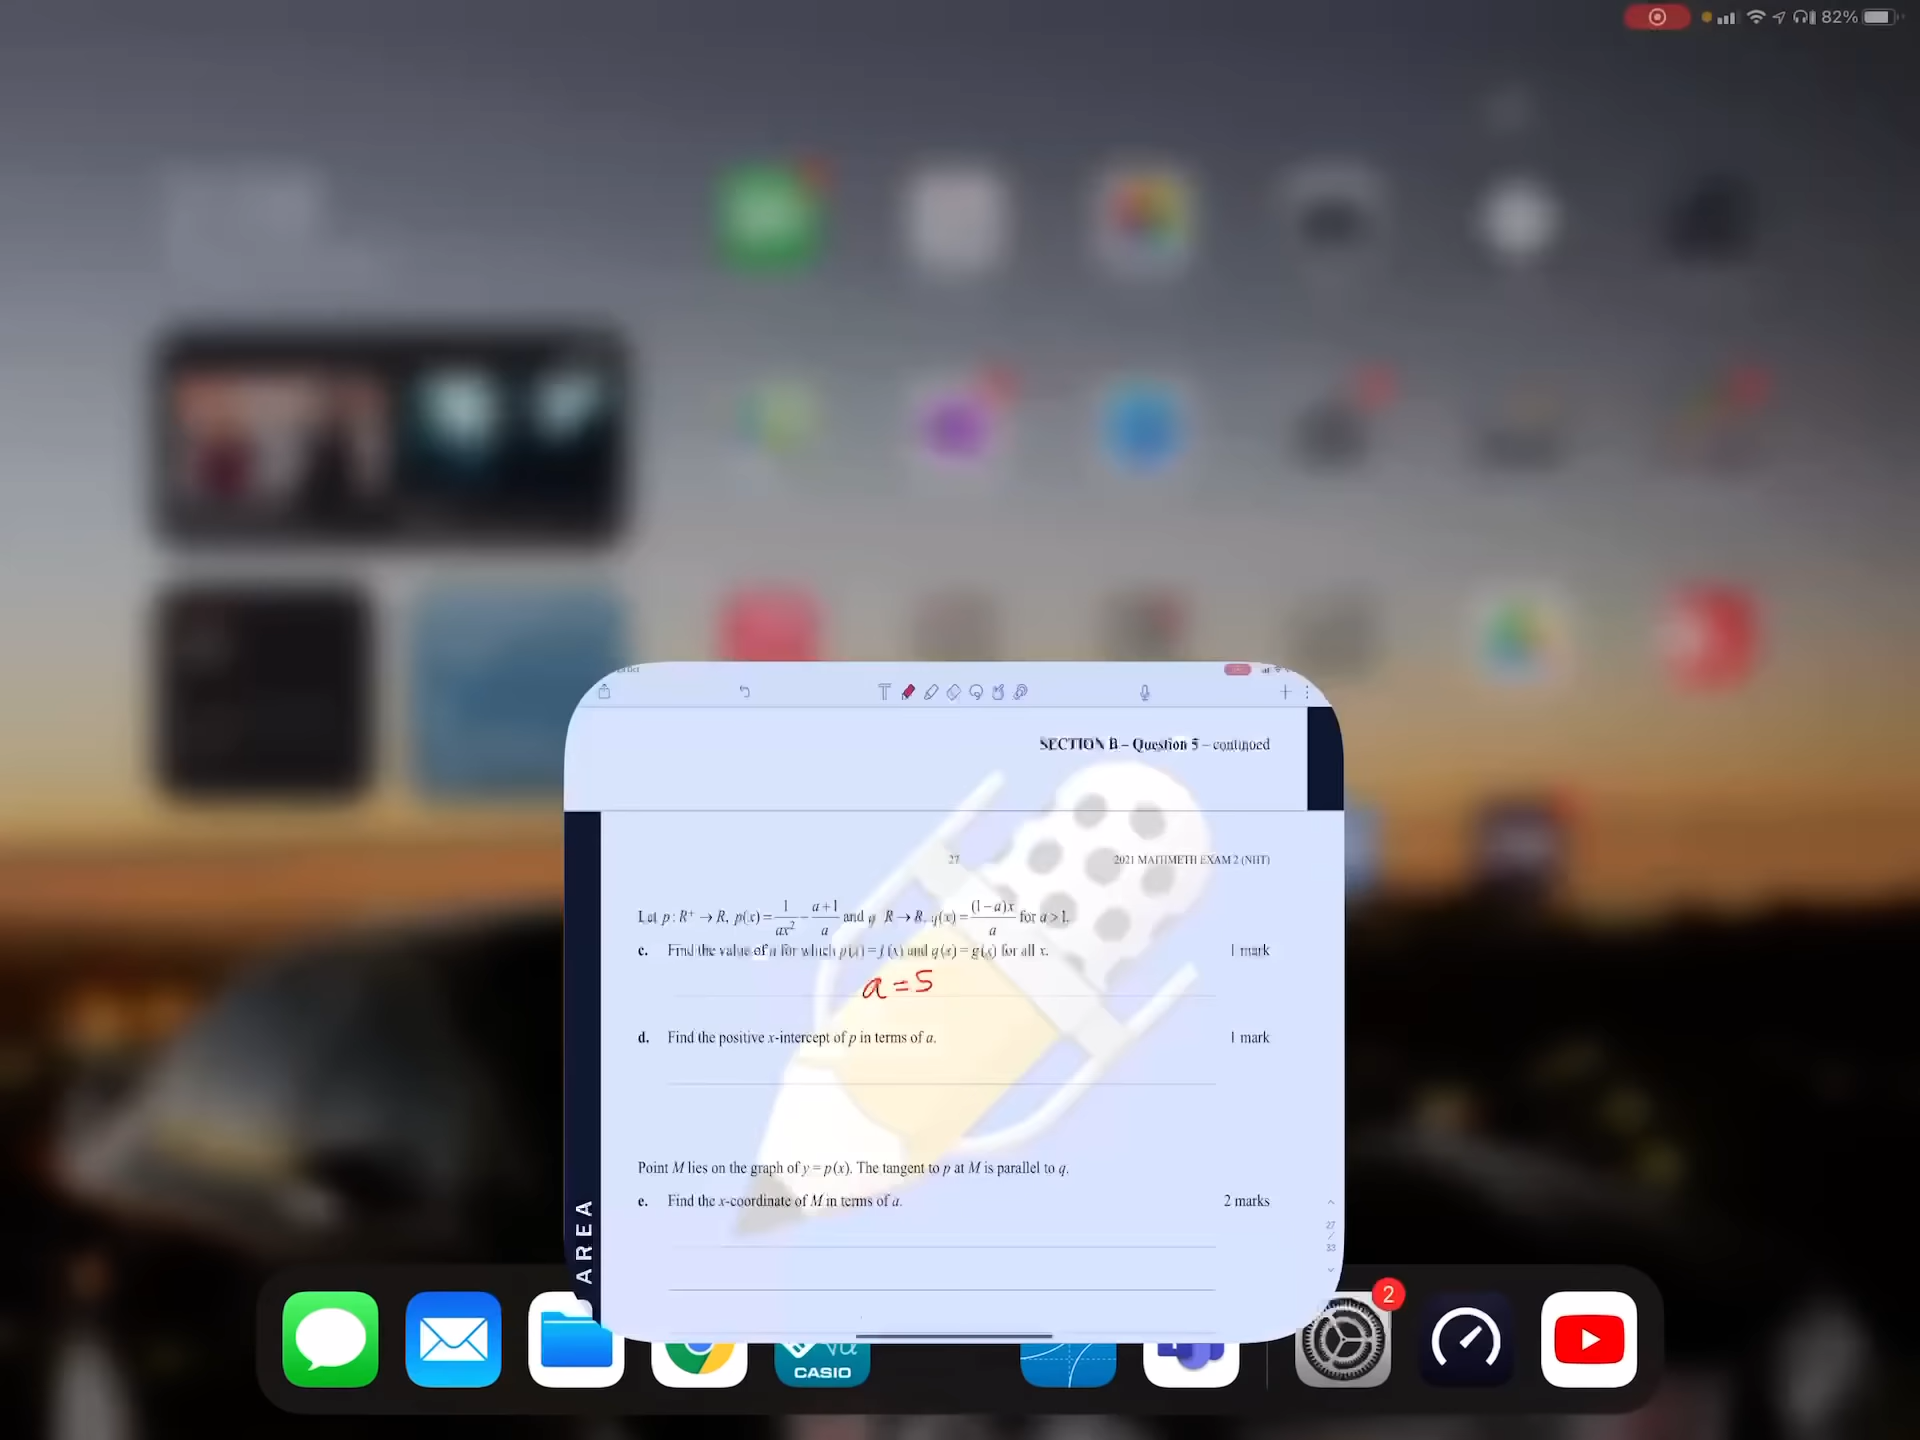 82%
SECTION B – Question 5 – continued
27
2021 MATHMETH EXAM 2 (NHT)
Let p : R⁺ → R, p(x) = 1/ax² − (a+1)/a and q R → R, q(x) = (1−a)x/a for a > 1.
c. Find the value of a for which p(x) = f(x) and q(x) = g(x) for all x. 1 mark
a = 5
d. Find the positive x-intercept of p in terms of a. 1 mark
Point M lies on the graph of y = p(x). The tangent to p at M is parallel to q.
e. Find the x-coordinate of M in terms of a. 2 marks
27
/
33
AREA
2
CASIO